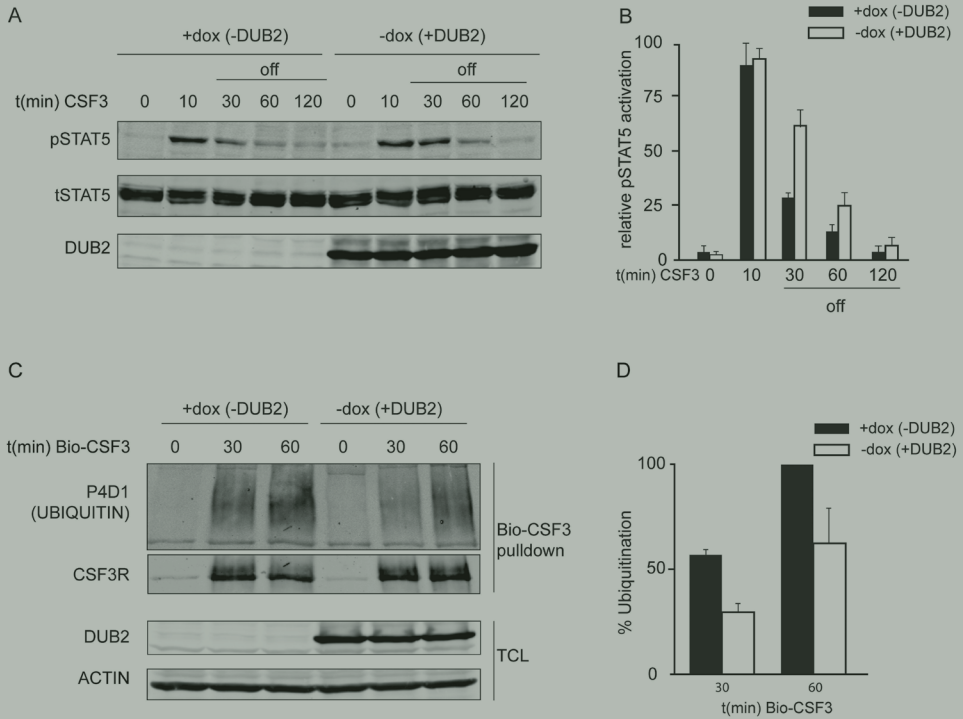 A
+dox (-DUB2) -dox (+DUB2)
off off
t(min) CSF3 0 10 30 60 120 0 10 30 60 120
pSTAT5
tSTAT5
DUB2
B
+dox (-DUB2)
-dox (+DUB2)
relative pSTAT5 activation
100
75
50
25
0
t(min) CSF3 0 10 30 60 120
off
C
+dox (-DUB2) -dox (+DUB2)
t(min) Bio-CSF3 0 30 60 0 30 60
P4D1
(UBIQUITIN)
CSF3R
Bio-CSF3
pulldown
DUB2
ACTIN
TCL
D
+dox (-DUB2)
-dox (+DUB2)
% Ubiquitination
100
50
0
30 60
t(min) Bio-CSF3